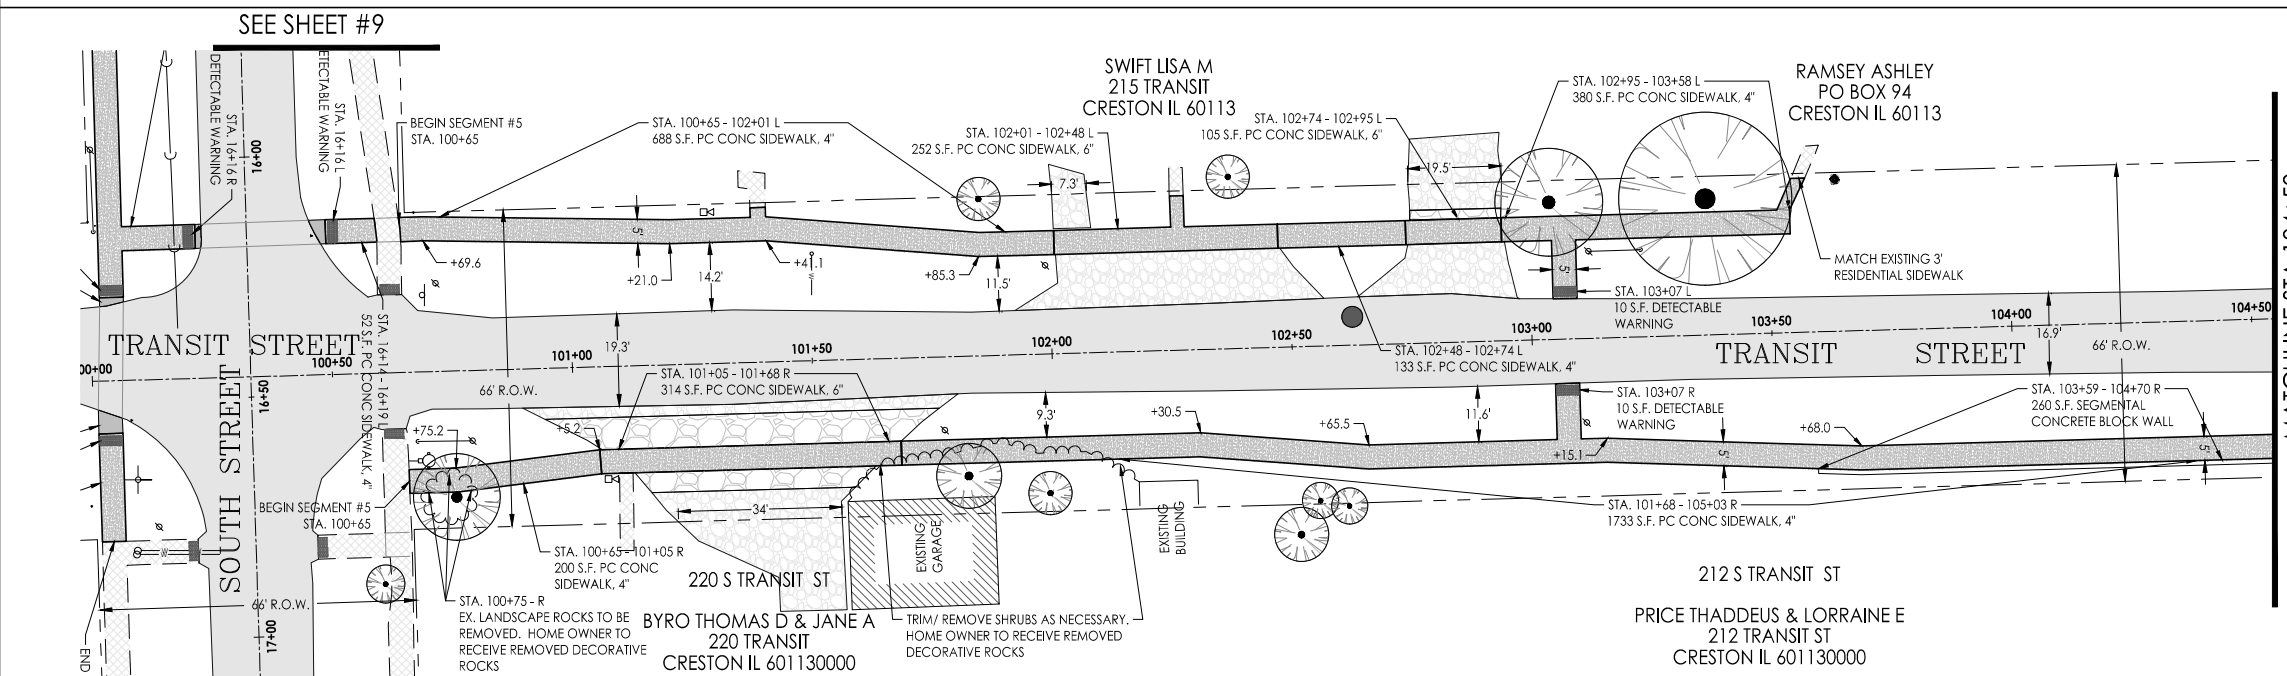 SEE SHEET #9
DETECTABLE WARNING
STA. 16+16 R
16+00
ETECTABLE WARNING
STA. 16+16 L
BEGIN SEGMENT #5
STA. 100+65
STA. 100+65 - 102+01 L
688 S.F. PC CONC SIDEWALK, 4"
SWIFT LISA M
215 TRANSIT
CRESTON IL 60113
STA. 102+01 - 102+48 L
252 S.F. PC CONC SIDEWALK, 6"
STA. 102+74 - 102+95 L
105 S.F. PC CONC SIDEWALK, 6"
STA. 102+95 - 103+58 L
380 S.F. PC CONC SIDEWALK, 4"
RAMSEY ASHLEY
PO BOX 94
CRESTON IL 60113
7.3'
19.5'
5'
+69.6
+21.0
14.2'
+41.1
W
+85.3
11.5'
5'
MATCH EXISTING 3'
RESIDENTIAL SIDEWALK
STA. 103+07 L
10 S.F. DETECTABLE
WARNING
TRANSIT STREET
00+00
100+50
101+00
101+50
102+00
102+50
103+00
103+50
104+00
104+50
TRANSIT STREET
16.9'
66' R.O.W.
19.3'
66' R.O.W.
STA. 16+14 - 16+19 L
52 S.F. PC CONC SIDEWALK, 4"
SOUTH STREET
16+50
STA. 102+48 - 102+74 L
133 S.F. PC CONC SIDEWALK, 4"
STA. 101+05 - 101+68 R
314 S.F. PC CONC SIDEWALK, 6"
STA. 103+07 R
10 S.F. DETECTABLE
WARNING
STA. 103+59 - 104+70 R
260 S.F. SEGMENTAL
CONCRETE BLOCK WALL
+75.2
+5.2
9.3'
+30.5
+65.5
11.6'
+15.1
5'
+68.0
5'
BEGIN SEGMENT #5
STA. 100+65
34'
EXISTING
GARAGE
EXISTING
BUILDING
STA. 101+68 - 105+03 R
1733 S.F. PC CONC SIDEWALK, 4"
W
STA. 100+65 - 101+05 R
200 S.F. PC CONC
SIDEWALK, 4"
220 S TRANSIT ST
212 S TRANSIT ST
66' R.O.W.
17+00
END
STA. 100+75 - R
EX. LANDSCAPE ROCKS TO BE
REMOVED. HOME OWNER TO
RECEIVE REMOVED DECORATIVE
ROCKS
BYRO THOMAS D & JANE A
220 TRANSIT
CRESTON IL 601130000
TRIM/ REMOVE SHRUBS AS NECESSARY.
HOME OWNER TO RECEIVE REMOVED
DECORATIVE ROCKS
PRICE THADDEUS & LORRAINE E
212 TRANSIT ST
CRESTON IL 601130000